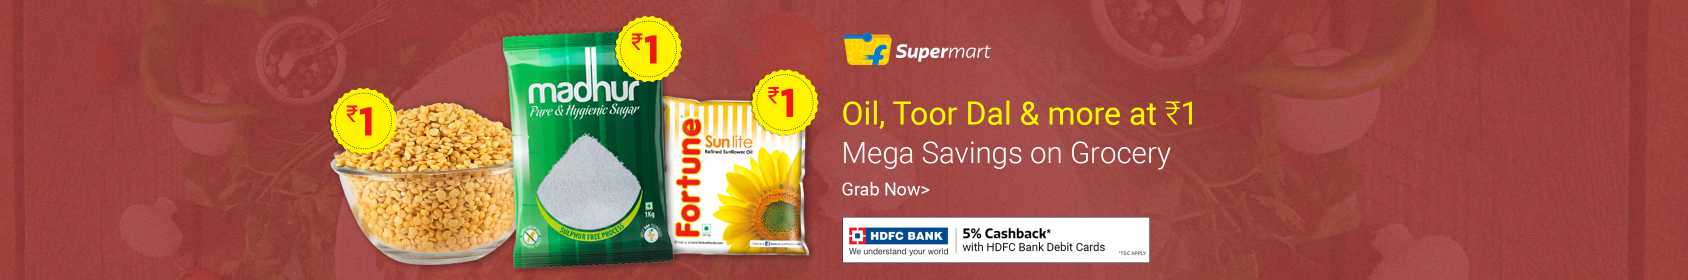 ₹1
madhur
Pure & Hygienic Sugar
SULPHUR FREE PROCESS
1Kg
₹1
Fortune
Sunlite
Refined Sunflower Oil
₹1
Supermart
Oil, Toor Dal & more at ₹1
Mega Savings on Grocery
Grab Now>
HDFC BANK
We understand your world
5% Cashback*
with HDFC Bank Debit Cards
*T&C APPLY